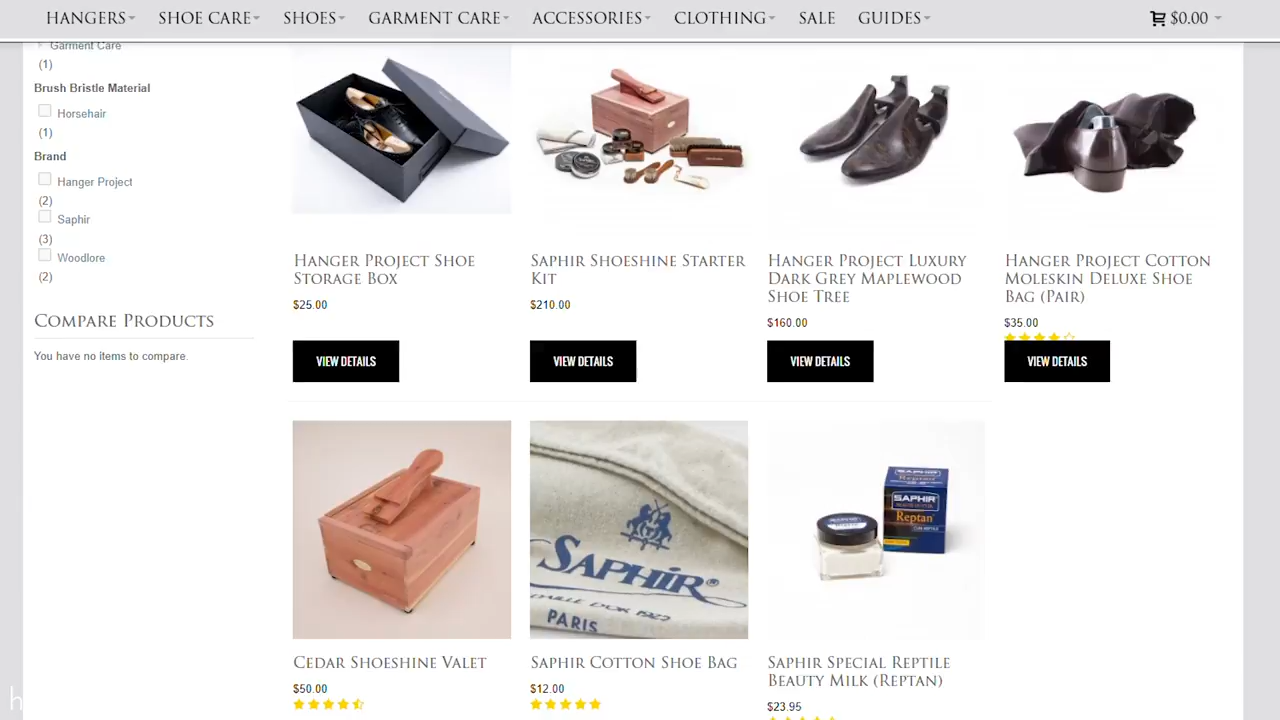 HANGERS SHOE CARE SHOES GARMENT CARE ACCESSORIES CLOTHING SALE GUIDES $0.00
Garment Care
(1)
Brush Bristle Material
Horsehair
(1)
Brand
Hanger Project
(2)
Saphir
(3)
Woodlore
(2)
COMPARE PRODUCTS
You have no items to compare.
HANGER PROJECT SHOE
STORAGE BOX
$25.00
VIEW DETAILS
SAPHIR SHOESHINE STARTER
KIT
$210.00
VIEW DETAILS
HANGER PROJECT LUXURY
DARK GREY MAPLEWOOD
SHOE TREE
$160.00
VIEW DETAILS
HANGER PROJECT COTTON
MOLESKIN DELUXE SHOE
BAG (PAIR)
$35.00
VIEW DETAILS
CEDAR SHOESHINE VALET
$50.00
SAPHIR®
MEDAILLE D'OR 1925
PARIS
SAPHIR COTTON SHOE BAG
$12.00
SAPHIR
Reptan
SAPHIR
Reptan
SAPHIR SPECIAL REPTILE
BEAUTY MILK (REPTAN)
$23.95
h